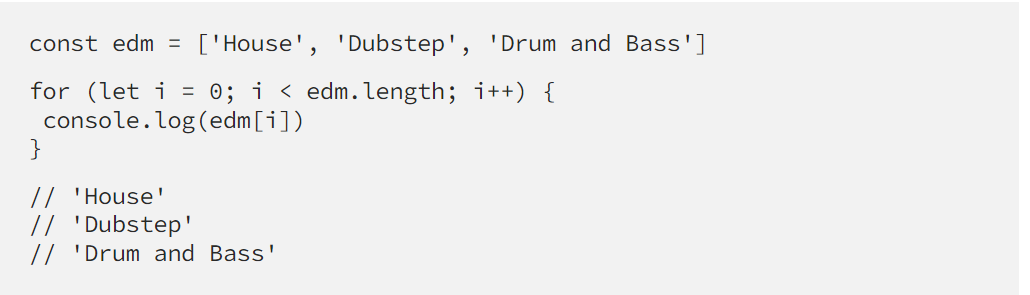 const edm = ['House', 'Dubstep', 'Drum and Bass']
for (let i = 0; i < edm.length; i++) {
 console.log(edm[i])
}
// 'House'
// 'Dubstep'
// 'Drum and Bass'